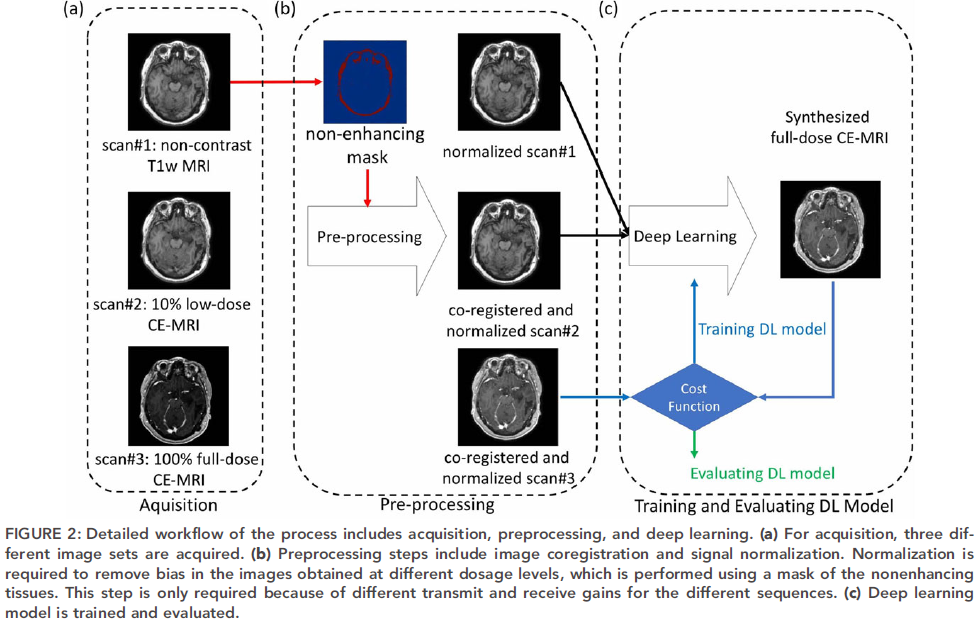 (a)
(b)
(c)
scan#1: non-contrast
T1w MRI
scan#2: 10% low-dose
CE-MRI
scan#3: 100% full-dose
CE-MRI
Aquisition
non-enhancing
mask
Pre-processing
normalized scan#1
co-registered and
normalized scan#2
co-registered and
normalized scan#3
Pre-processing
Synthesized
full-dose CE-MRI
Deep Learning
Training DL model
Cost
Function
Evaluating DL model
Training and Evaluating DL Model
FIGURE 2: Detailed workflow of the process includes acquisition, preprocessing, and deep learning. (a) For acquisition, three dif-
ferent image sets are acquired. (b) Preprocessing steps include image coregistration and signal normalization. Normalization is
required to remove bias in the images obtained at different dosage levels, which is performed using a mask of the nonenhancing
tissues. This step is only required because of different transmit and receive gains for the different sequences. (c) Deep learning
model is trained and evaluated.